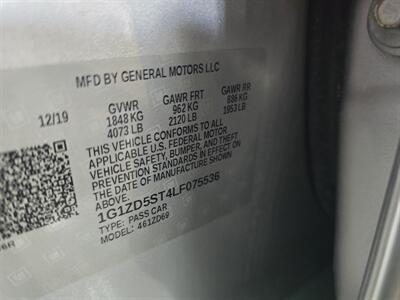 MFD BY GENERAL MOTORS LLC
12/19 GVWR GAWR FRT GAWR RR
1848 KG 962 KG 886 KG
4073 LB 2120 LB 1953 LB
THIS VEHICLE CONFORMS TO ALL
APPLICABLE U.S. FEDERAL MOTOR
VEHICLE SAFETY, BUMPER, AND THEFT
PREVENTION STANDARDS IN EFFECT ON
THE DATE OF MANUFACTURE SHOWN
ABOVE.
1G1ZD5ST4LF075536
TYPE: PASS CAR
MODEL: 461ZD69